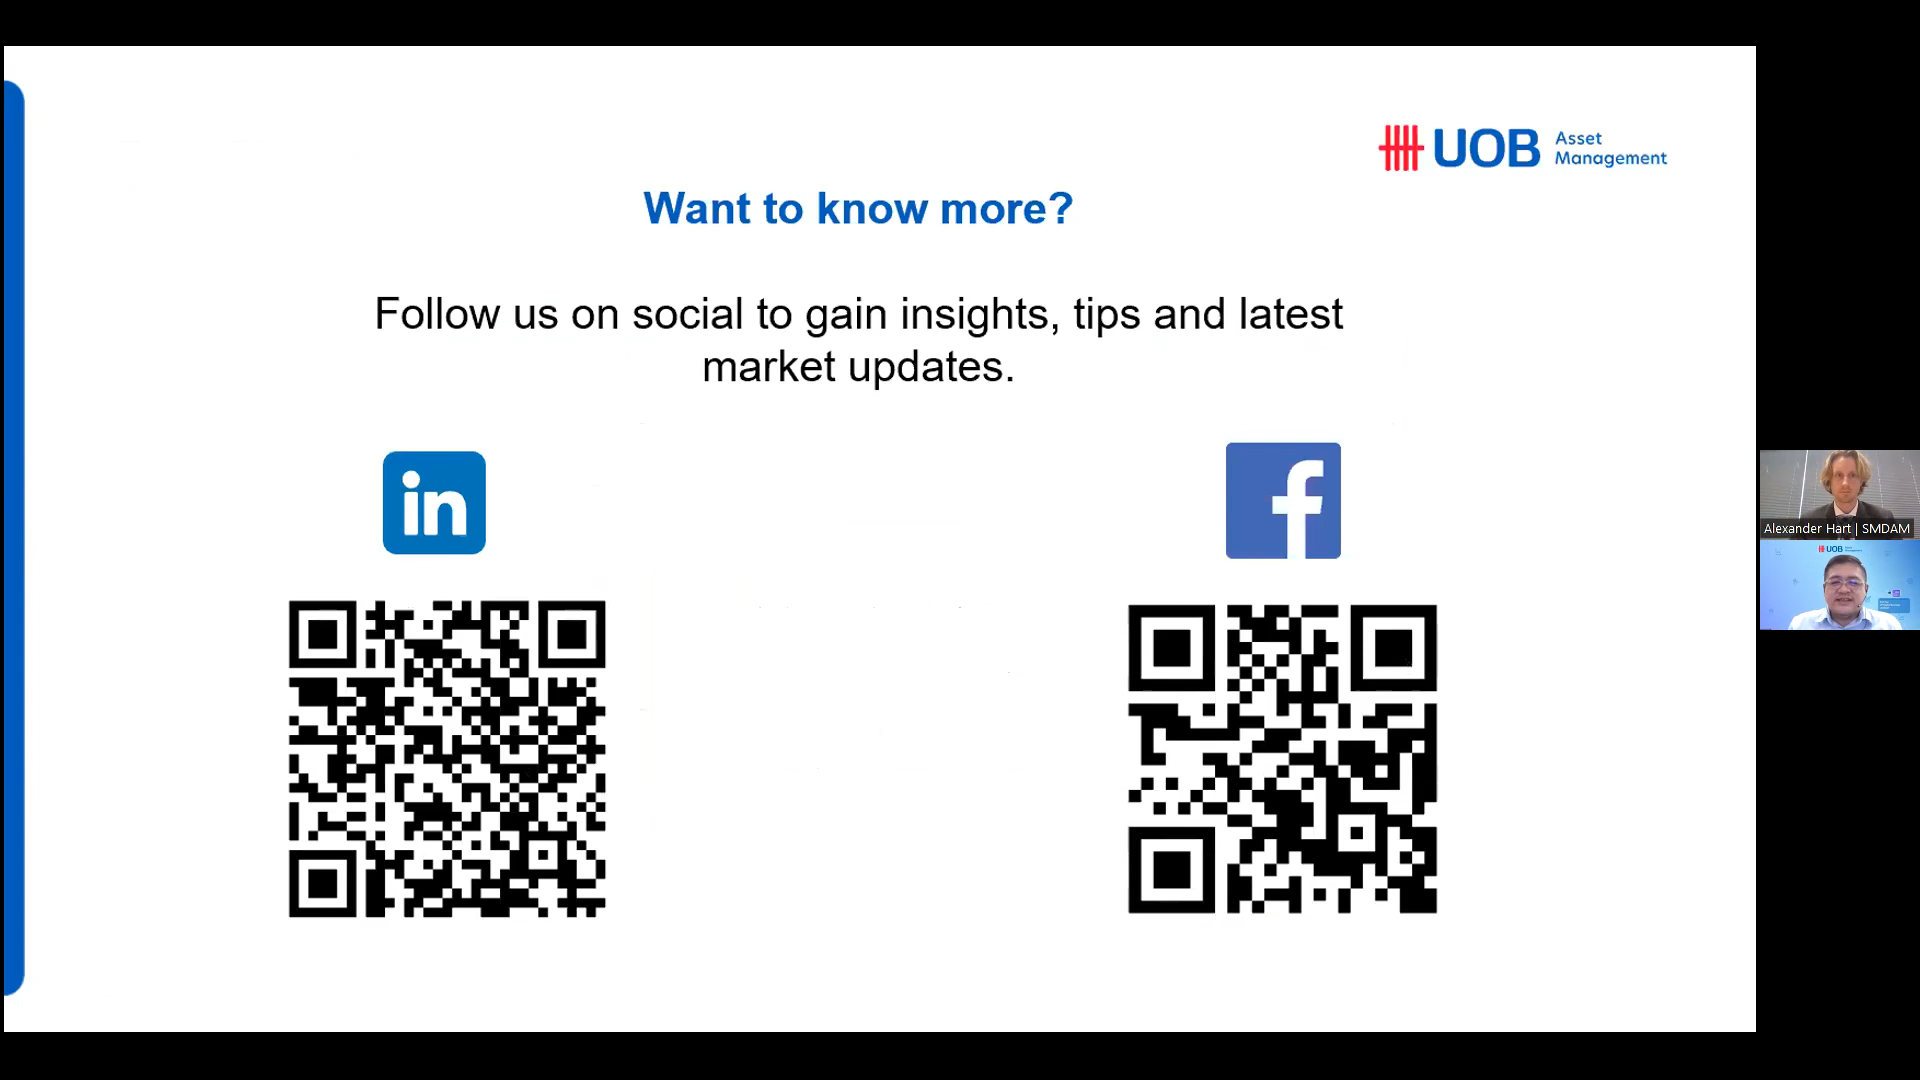 UOB Asset
Management
Want to know more?
Follow us on social to gain insights, tips and latest
market updates.
in
f
Alexander Hart | SMDAM
UOB